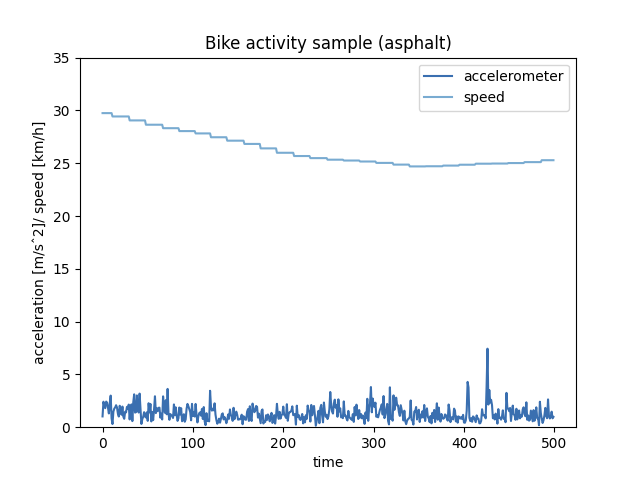 Bike activity sample (asphalt)
accelerometer
speed
acceleration [m/sˆ2]/ speed [km/h]
35
30
25
20
15
10
5
0
0 100 200 300 400 500
time